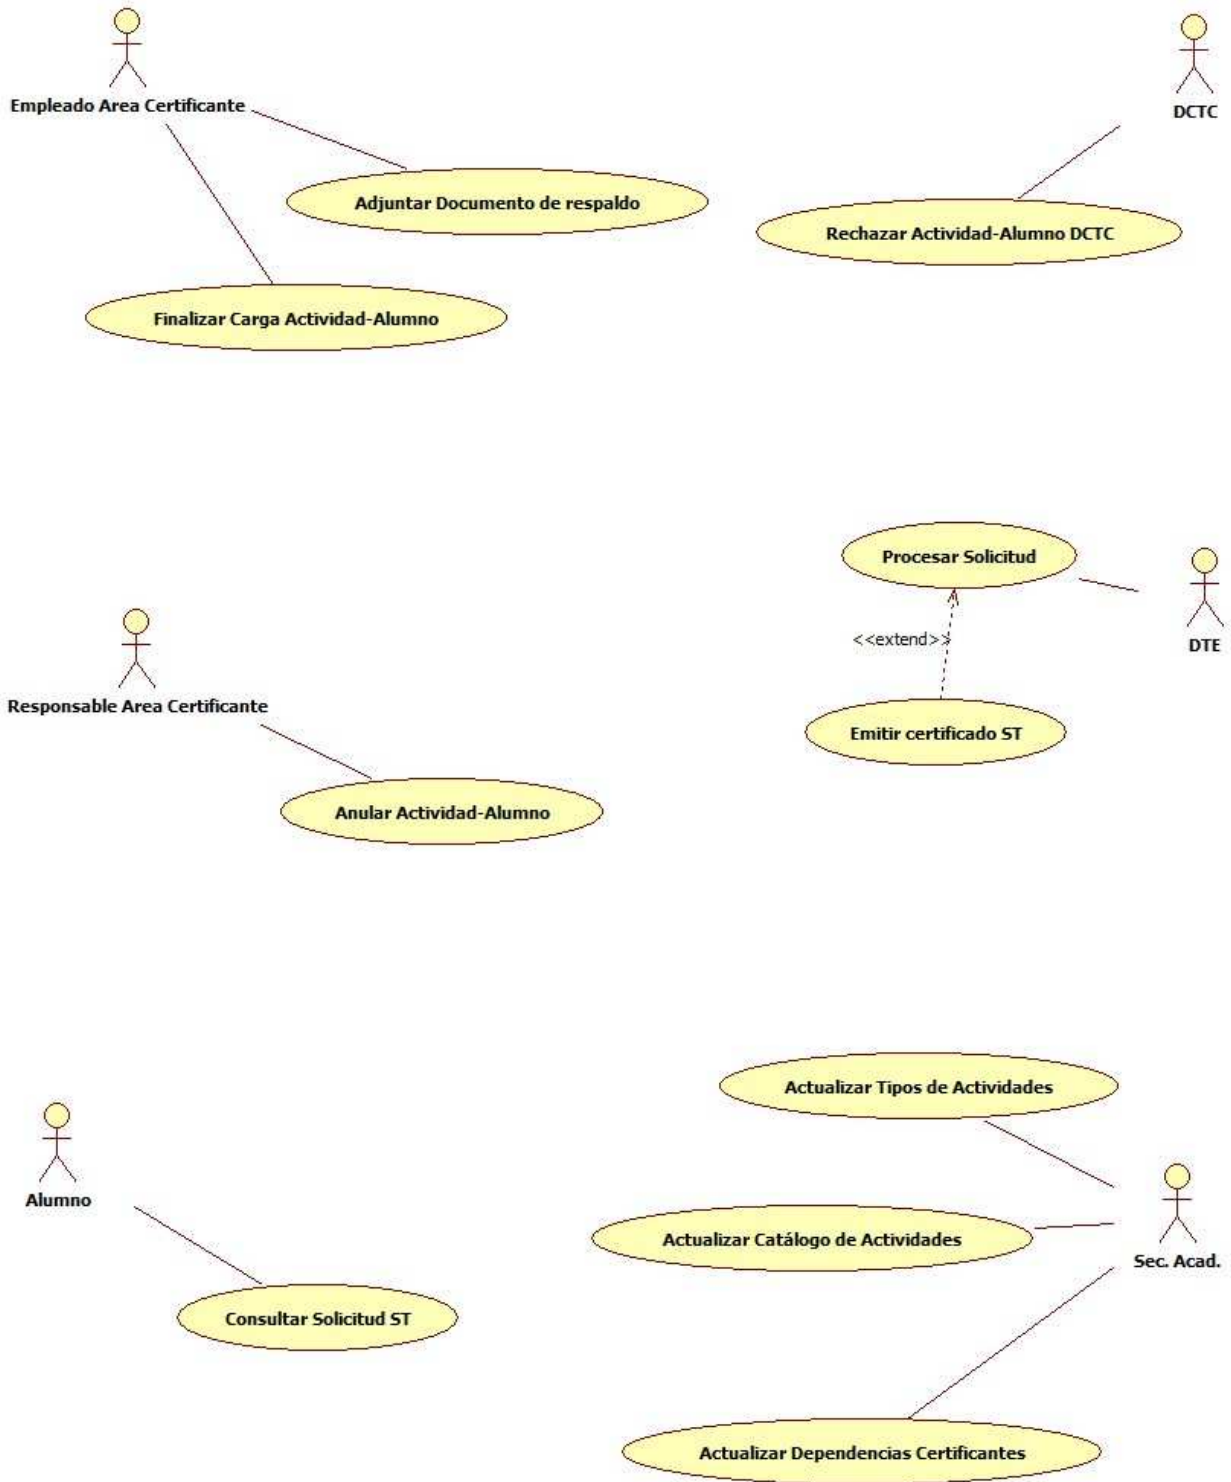 Empleado Area Certificante
DCTC
Adjuntar Documento de respaldo
Rechazar Actividad-Alumno DCTC
Finalizar Carga Actividad-Alumno
Procesar Solicitud
<<extend>>
DTE
Responsable Area Certificante
Emitir certificado ST
Anular Actividad-Alumno
Actualizar Tipos de Actividades
Alumno
Actualizar Catálogo de Actividades
Sec. Acad.
Consultar Solicitud ST
Actualizar Dependencias Certificantes